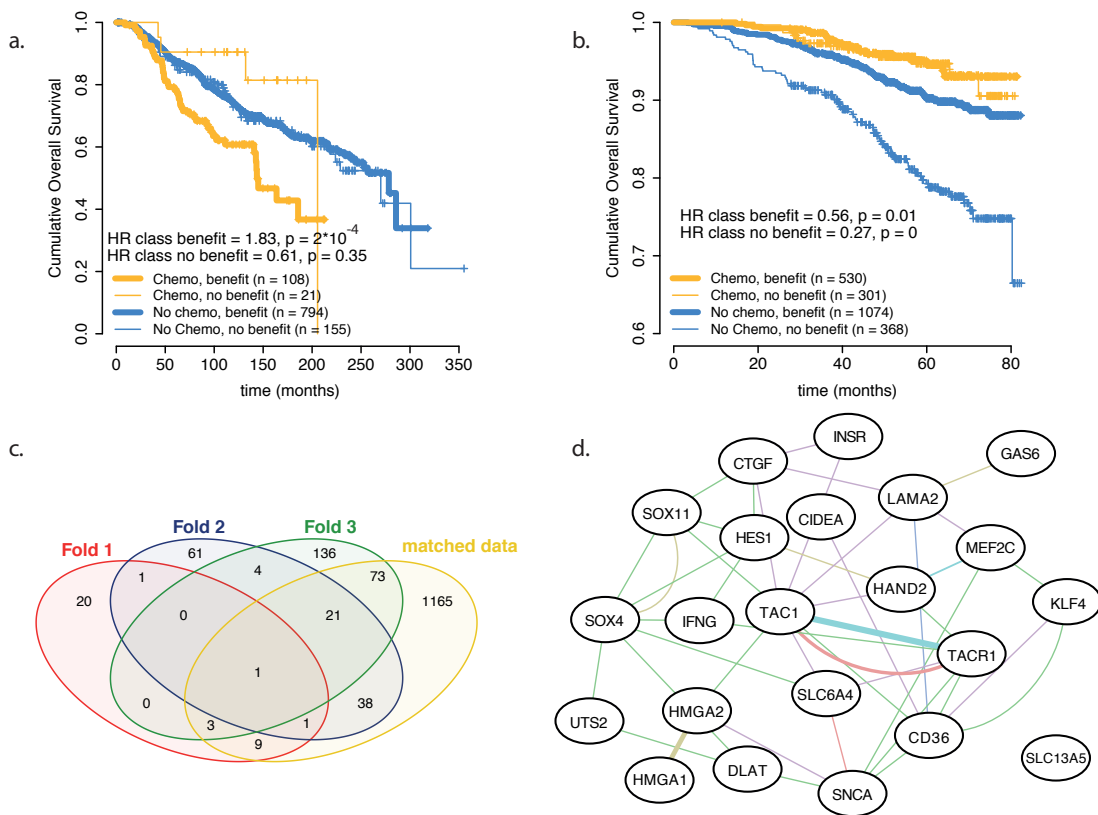 a.
1.0
0.8
0.6
0.4
0.2
0.0
Cumulative Overall Survival
HR class benefit = 1.83, p = 2*10-4
HR class no benefit = 0.61, p = 0.35
Chemo, benefit (n = 108)
Chemo, no benefit (n = 21)
No chemo, benefit (n = 794)
No Chemo, no benefit (n = 155)
0 50 100 150 200 250 300 350
time (months)
b.
1.0
0.9
0.8
0.7
0.6
Cumulative Overall Survival
HR class benefit = 0.56, p = 0.01
HR class no benefit = 0.27, p = 0
Chemo, benefit (n = 530)
Chemo, no benefit (n = 301)
No chemo, benefit (n = 1074)
No Chemo, no benefit (n = 368)
0 20 40 60 80
time (months)
c.
Fold 1
Fold 2
Fold 3
matched data
61
136
1
4
73
20
1165
0
21
1
0
38
3
1
9
d.
INSR
CTGF
GAS6
LAMA2
SOX11
CIDEA
HES1
MEF2C
HAND2
KLF4
SOX4
IFNG
TAC1
TACR1
SLC6A4
UTS2
HMGA2
CD36
SLC13A5
HMGA1
DLAT
SNCA